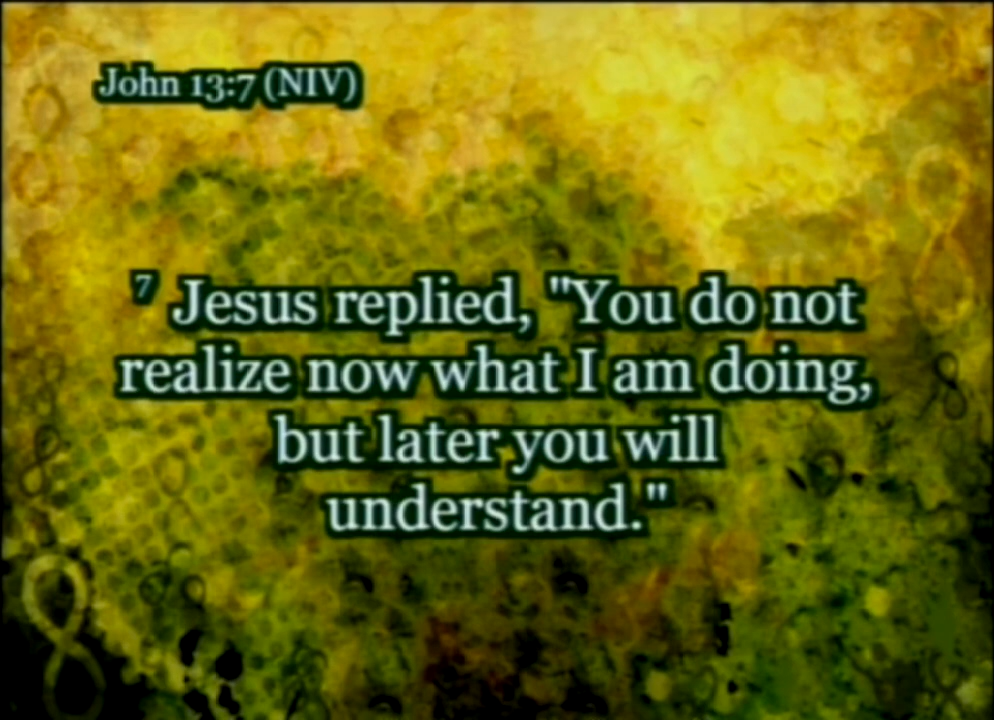 John 13:7 (NIV)
7 Jesus replied, "You do not
realize now what I am doing,
but later you will
understand."